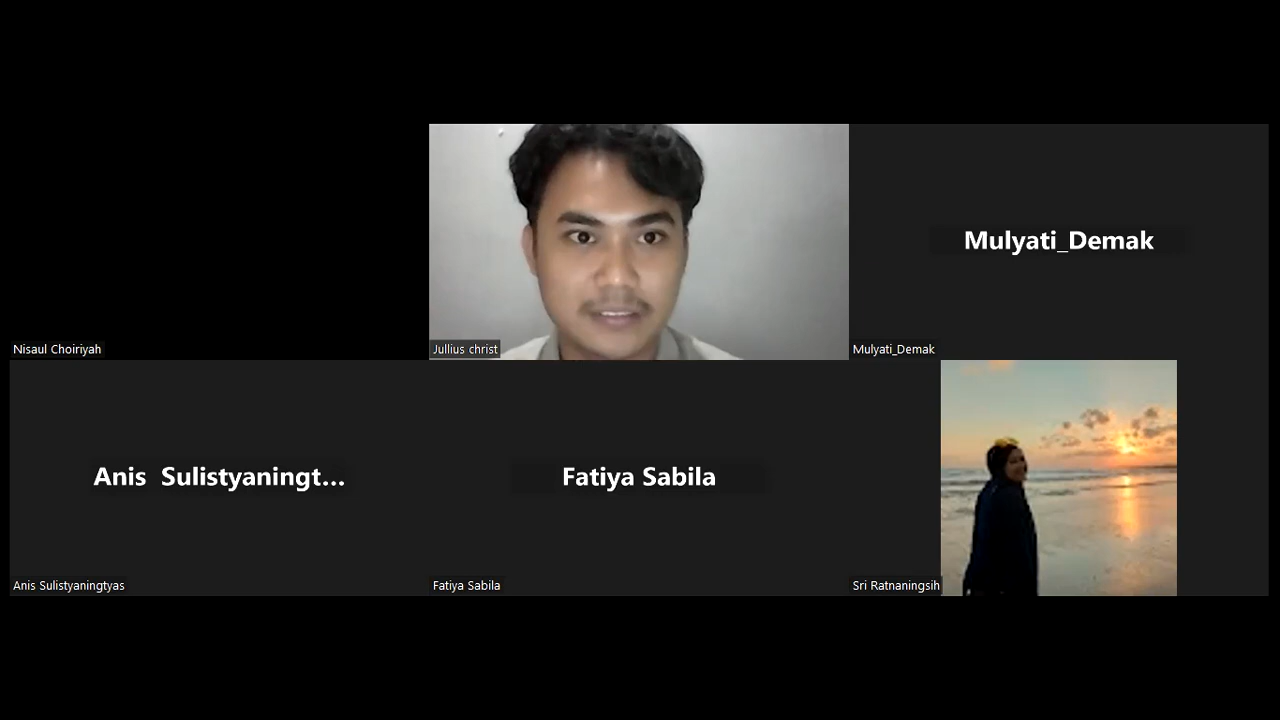 Mulyati_Demak
Nisaul Choiriyah
Jullius christ
Mulyati_Demak
Anis  Sulistyaningt...
Fatiya Sabila
Anis Sulistyaningtyas
Fatiya Sabila
Sri Ratnaningsih